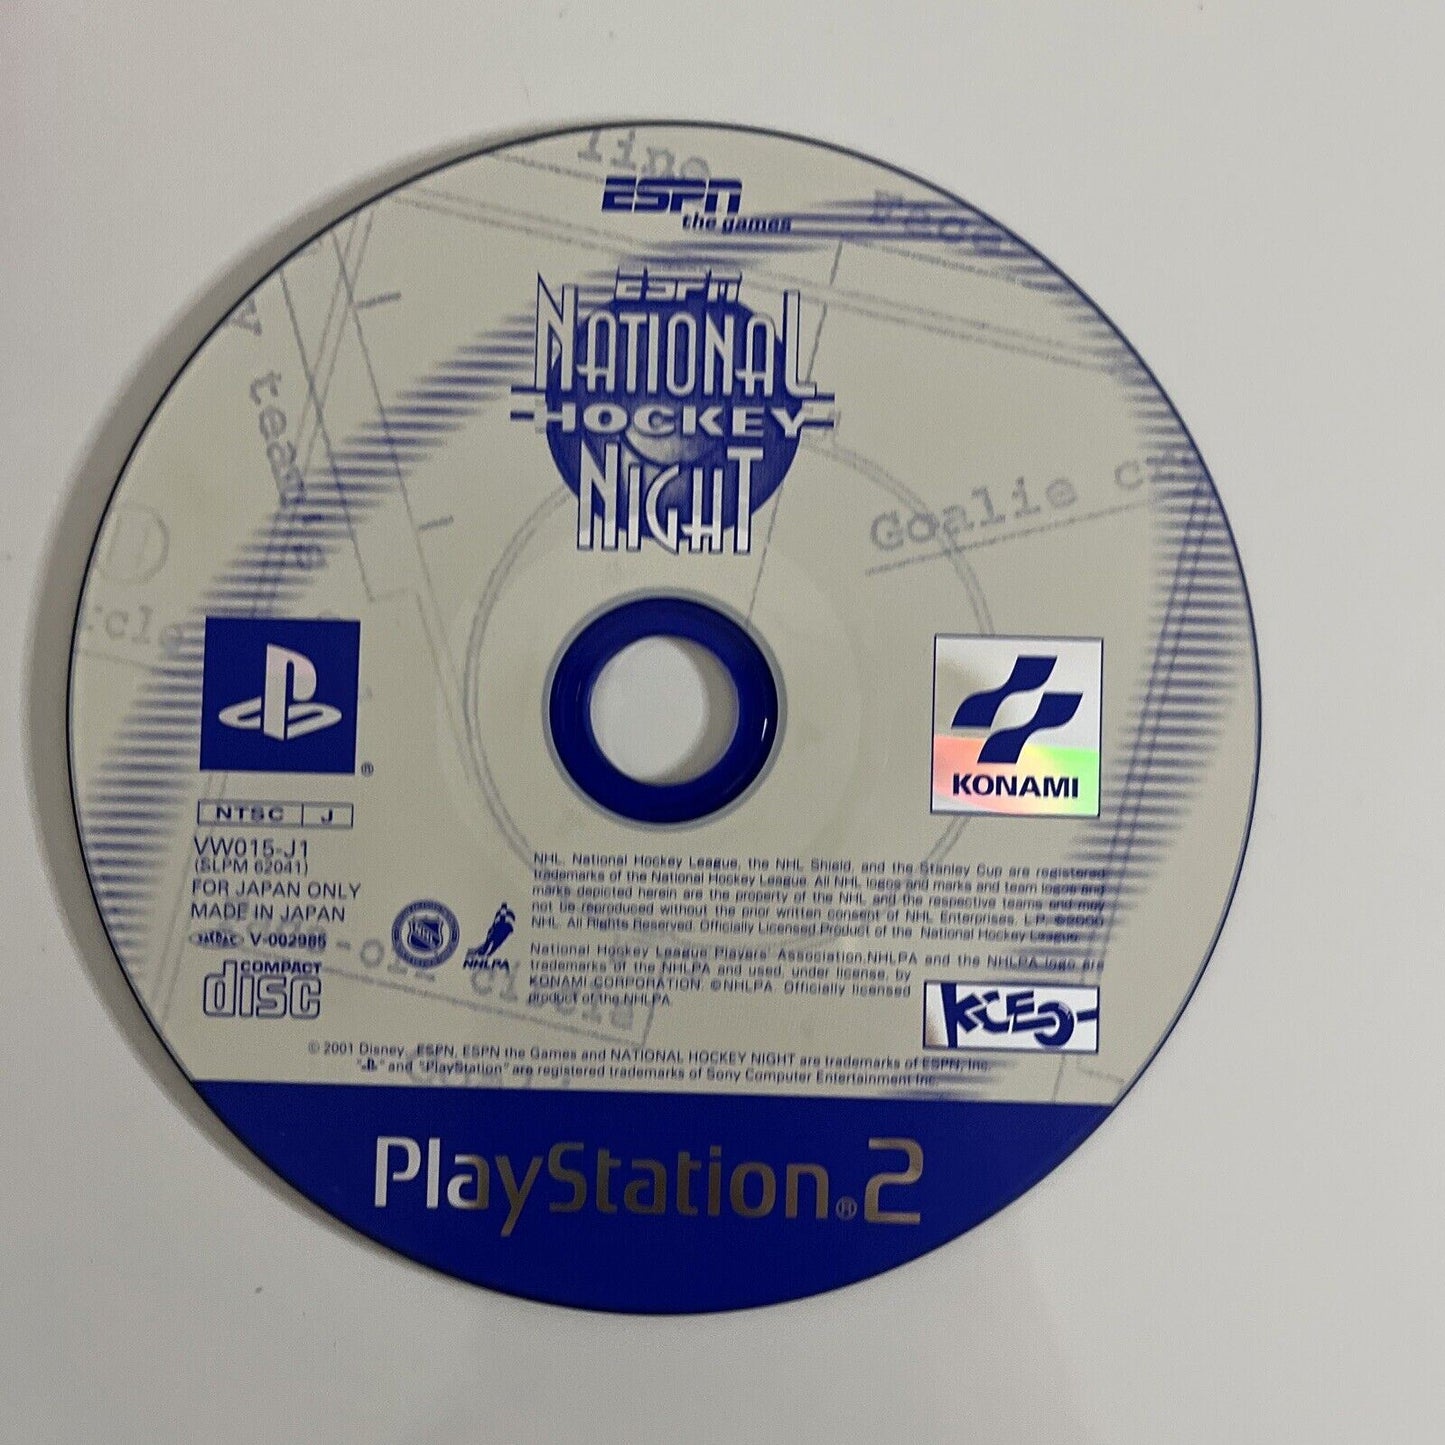 line
ESPN
the games
Face
ESPN
NATIONAL
HOCKEY
NIGHT
y team's
Goalie c
rcle
®
KONAMI
NTSC J
VW015-J1
(SLPM 62041)
FOR JAPAN ONLY
MADE IN JAPAN
V-002985
COMPACT
disc
NHL
NHLPA
NHL, National Hockey League, the NHL Shield, and the Stanley Cup are registered
trademarks of the National Hockey League. All NHL logos and marks and team logos and
marks depicted herein are the property of the NHL and the respective teams and may
not be reproduced without the prior written consent of NHL Enterprises, L.P. ©2000
NHL. All Rights Reserved. Officially Licensed Product of the National Hockey League.
National Hockey League Players' Association,NHLPA and the NHLPA logo are
trademarks of the NHLPA and used, under license, by
KONAMI CORPORATION. ©NHLPA. Officially licensed
product of the NHLPA.
KCEO
© 2001 Disney. ESPN, ESPN the Games and NATIONAL HOCKEY NIGHT are trademarks of ESPN, Inc.
" " and "PlayStation" are registered trademarks of Sony Computer Entertainment Inc.
PlayStation®2